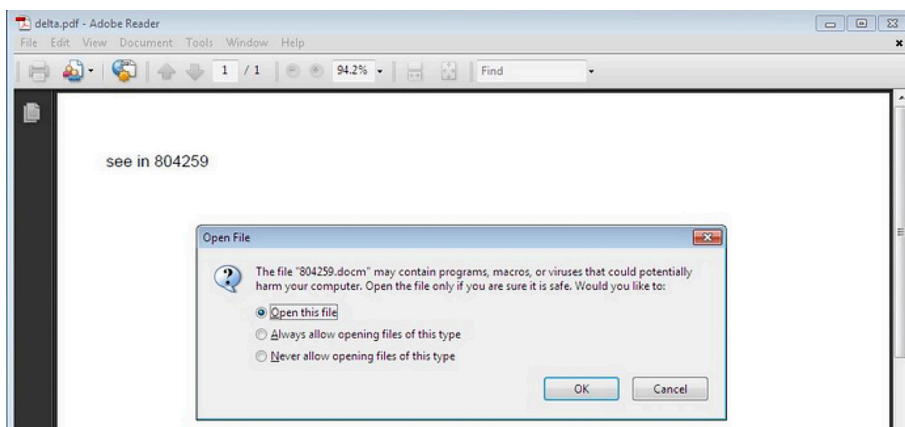 delta.pdf - Adobe Reader
File Edit View Document Tools Window Help
1 / 1 94.2% Find
see in 804259
Open File
The file "804259.docm" may contain programs, macros, or viruses that could potentially
harm your computer. Open the file only if you are sure it is safe. Would you like to:
Open this file
Always allow opening files of this type
Never allow opening files of this type
OK Cancel